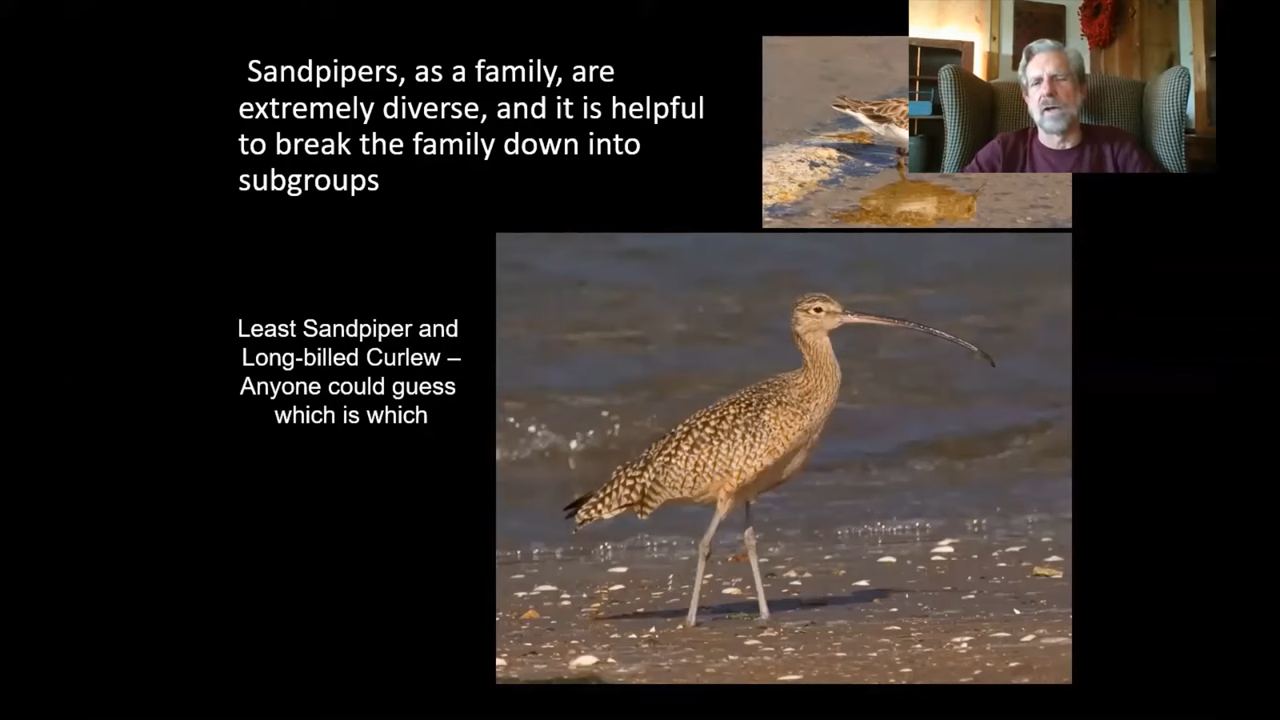 Sandpipers, as a family, are
extremely diverse, and it is helpful
to break the family down into
subgroups
Least Sandpiper and
Long-billed Curlew –
Anyone could guess
which is which